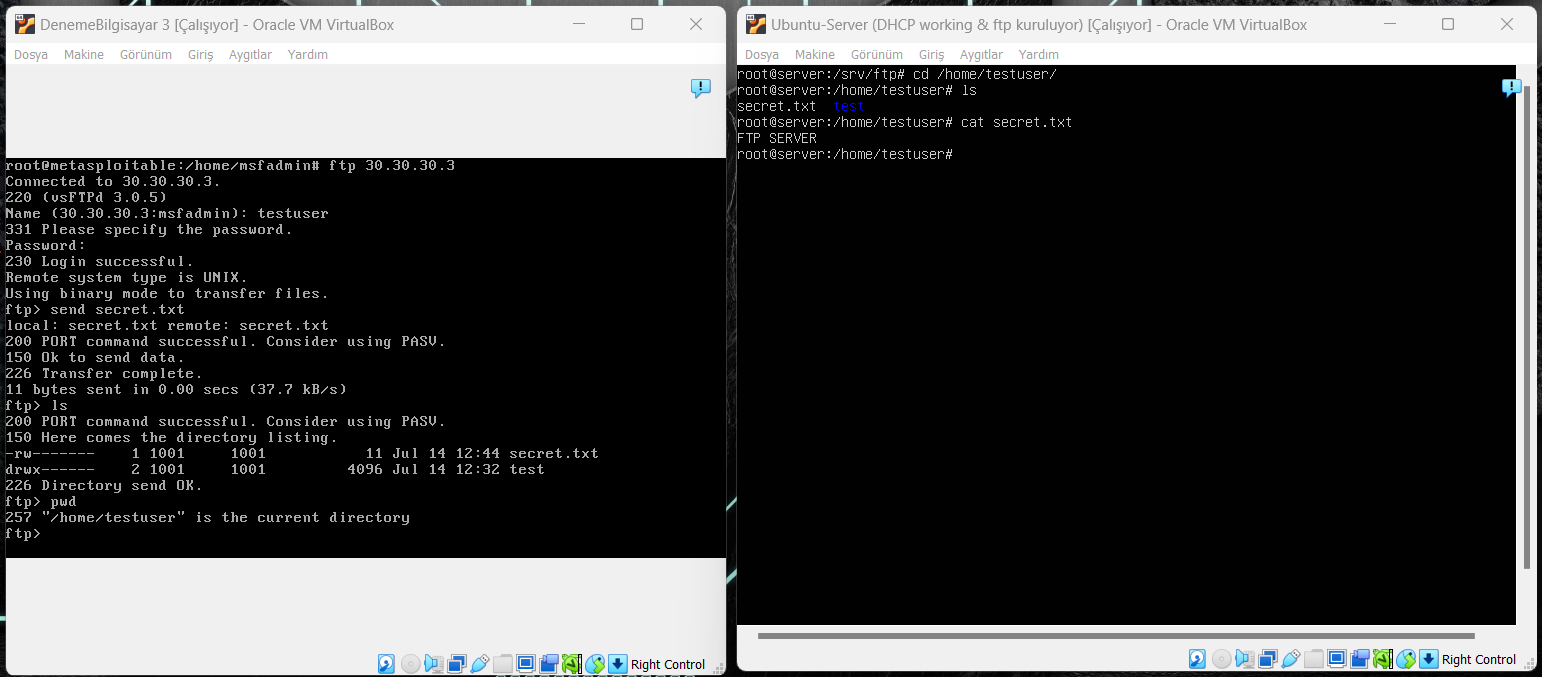 DenemeBilgisayar 3 [Çalışıyor] - Oracle VM VirtualBox
Dosya Makine Görünüm Giriş Aygıtlar Yardım
root@metasploitable:/home/msfadmin# ftp 30.30.30.3
Connected to 30.30.30.3.
220 (vsFTPd 3.0.5)
Name (30.30.30.3:msfadmin): testuser
331 Please specify the password.
Password:
230 Login successful.
Remote system type is UNIX.
Using binary mode to transfer files.
ftp> send secret.txt
local: secret.txt remote: secret.txt
200 PORT command successful. Consider using PASV.
150 Ok to send data.
226 Transfer complete.
11 bytes sent in 0.00 secs (37.7 kB/s)
ftp> ls
200 PORT command successful. Consider using PASV.
150 Here comes the directory listing.
-rw------- 1 1001 1001 11 Jul 14 12:44 secret.txt
drwx------ 2 1001 1001 4096 Jul 14 12:32 test
226 Directory send OK.
ftp> pwd
257 "/home/testuser" is the current directory
ftp>
Right Control
Ubuntu-Server (DHCP working & ftp kuruluyor) [Çalışıyor] - Oracle VM VirtualBox
Dosya Makine Görünüm Giriş Aygıtlar Yardım
root@server:/srv/ftp# cd /home/testuser/
root@server:/home/testuser# ls
secret.txt test
root@server:/home/testuser# cat secret.txt
FTP SERVER
root@server:/home/testuser#
Right Control